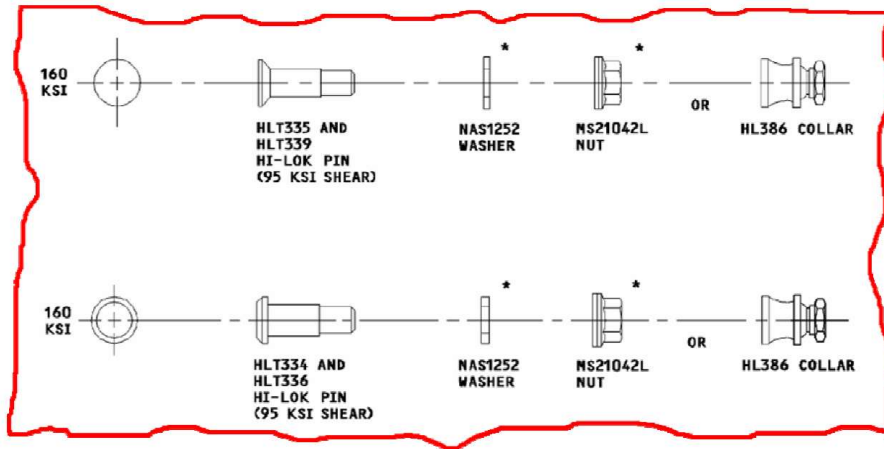 160
KSI
*
*
OR
HLT335 AND
HLT339
HI-LOK PIN
(95 KSI SHEAR)
NAS1252
WASHER
MS21042L
NUT
HL386 COLLAR
160
KSI
*
*
OR
HLT334 AND
HLT336
HI-LOK PIN
(95 KSI SHEAR)
NAS1252
WASHER
MS21042L
NUT
HL386 COLLAR